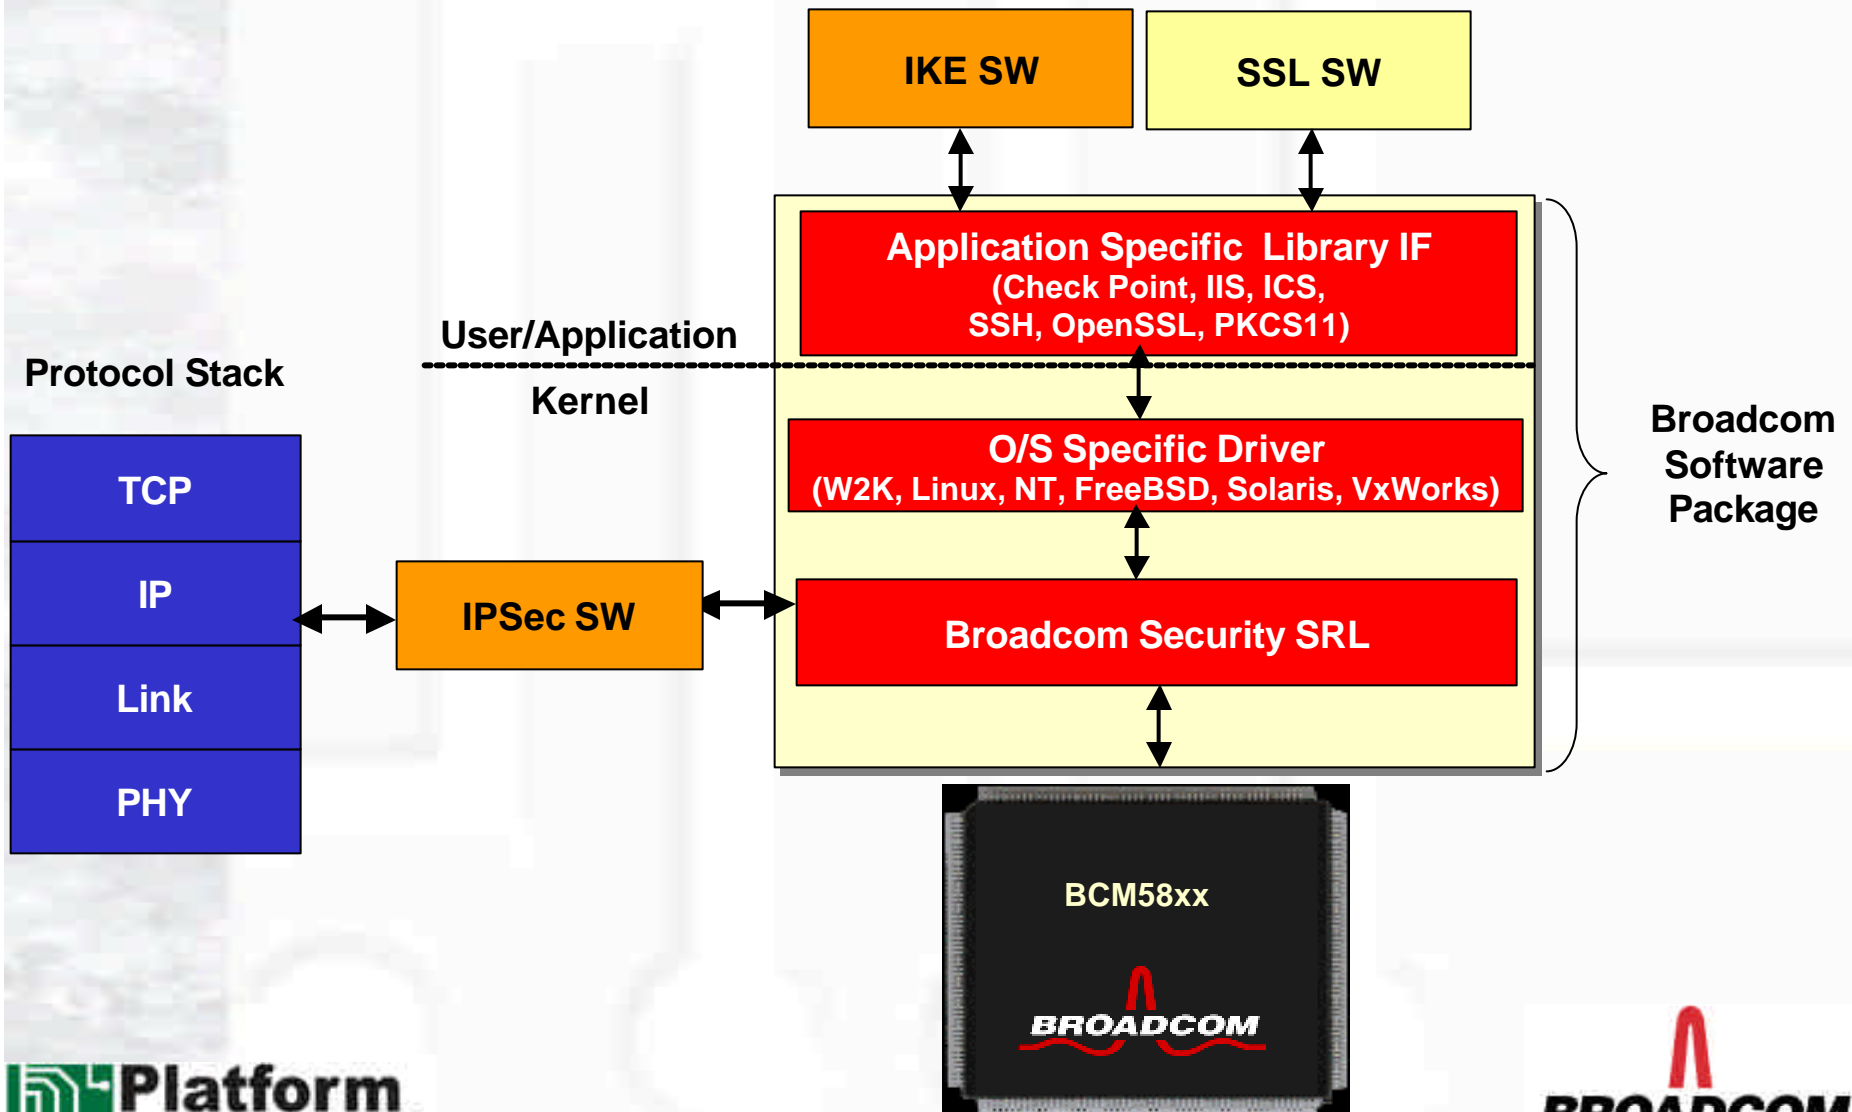 IKE SW
SSL SW
Application Specific Library IF
(Check Point, IIS, ICS,
SSH, OpenSSL, PKCS11)
User/Application
Kernel
Protocol Stack
TCP
IP
Link
PHY
IPSec SW
O/S Specific Driver
(W2K, Linux, NT, FreeBSD, Solaris, VxWorks)
Broadcom Security SRL
Broadcom
Software
Package
BCM58xx
BROADCOM
Platform
BROADCOM